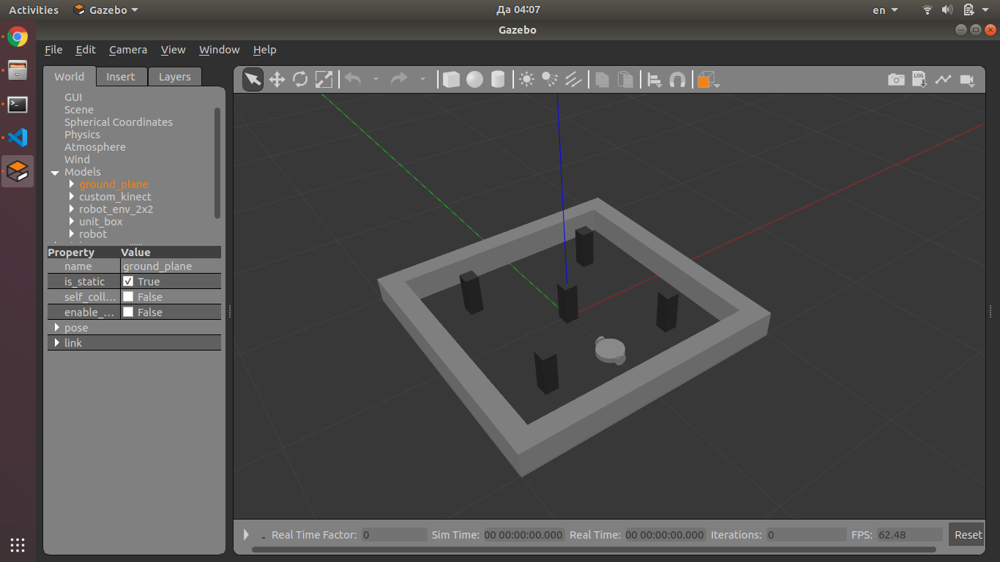 Activities Gazebo Да 04:07 en
Gazebo
File Edit Camera View Window Help
World Insert Layers
LOG
GUI
Scene
Spherical Coordinates
Physics
Atmosphere
Wind
Models
ground_plane
custom_kinect
robot_env_2x2
unit_box
robot
Property Value
name ground_plane
is_static True
self_coll... False
enable_... False
pose
link
Real Time Factor: 0 Sim Time: 00 00:00:00.000 Real Time: 00 00:00:00.000 Iterations: 0 FPS: 62.48 Reset